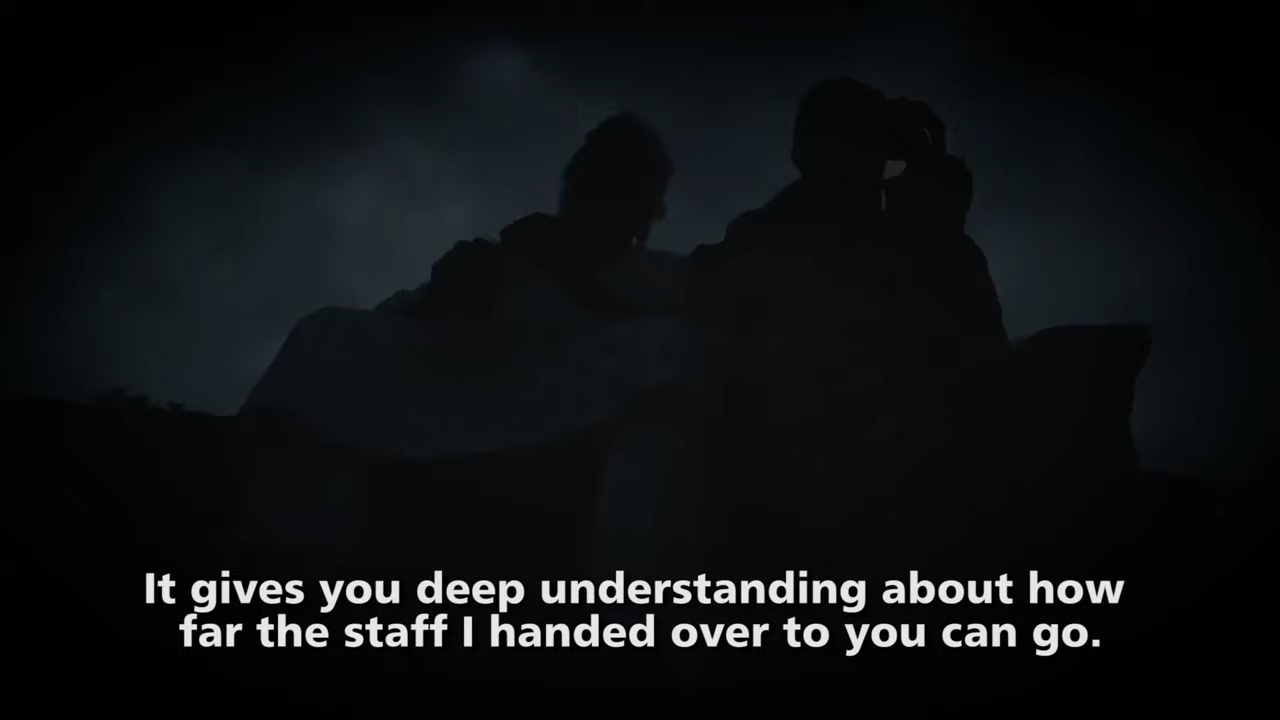 It gives you deep understanding about how
far the staff I handed over to you can go.